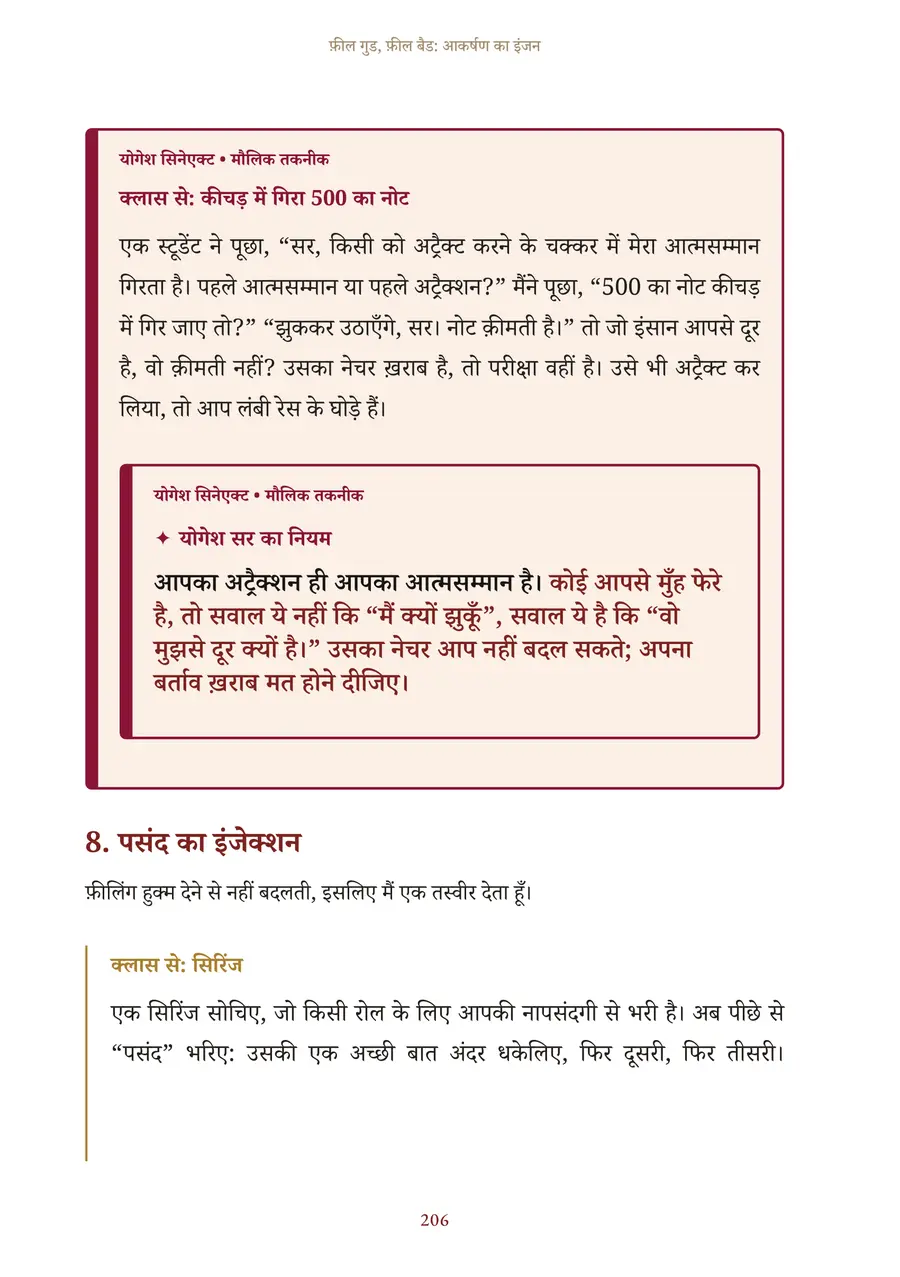 फ़ील गुड, फ़ील बैड: आकर्षण का इंजन
योगेश सिनेएक्ट • मौलिक तकनीक
क्लास से: कीचड़ में गिरा 500 का नोट
एक स्टूडेंट ने पूछा, “सर, किसी को अट्रैक्ट करने के चक्कर में मेरा आत्मसम्मान
गिरता है। पहले आत्मसम्मान या पहले अट्रैक्शन?” मैंने पूछा, “500 का नोट कीचड़
में गिर जाए तो?” “झुककर उठाएँगे, सर। नोट क़ीमती है।” तो जो इंसान आपसे दूर
है, वो क़ीमती नहीं? उसका नेचर ख़राब है, तो परीक्षा वहीं है। उसे भी अट्रैक्ट कर
लिया, तो आप लंबी रेस के घोड़े हैं।
योगेश सिनेएक्ट • मौलिक तकनीक
✦ योगेश सर का नियम
आपका अट्रैक्शन ही आपका आत्मसम्मान है। कोई आपसे मुँह फेरे
है, तो सवाल ये नहीं कि “मैं क्यों झुकूँ”, सवाल ये है कि “वो
मुझसे दूर क्यों है।” उसका नेचर आप नहीं बदल सकते; अपना
बर्ताव ख़राब मत होने दीजिए।
8. पसंद का इंजेक्शन
फ़ीलिंग हुक्म देने से नहीं बदलती, इसलिए मैं एक तस्वीर देता हूँ।
क्लास से: सिरिंज
एक सिरिंज सोचिए, जो किसी रोल के लिए आपकी नापसंदगी से भरी है। अब पीछे से
“पसंद” भरिए: उसकी एक अच्छी बात अंदर धकेलिए, फिर दूसरी, फिर तीसरी।
206